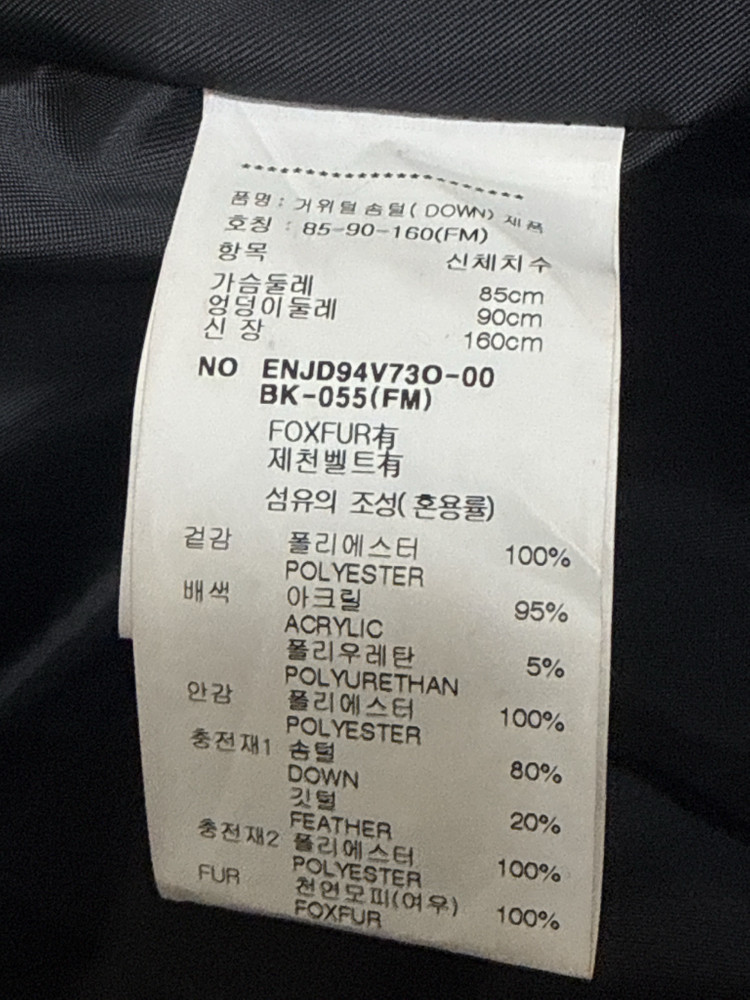 **********************
품명 : 거위털 솜털( DOWN) 제품
호칭 : 85-90-160(FM)
항목 신체치수
가슴둘레 85cm
엉덩이둘레 90cm
신 장 160cm
NO ENJD94V730-00
BK-055(FM)
FOXFUR有
제천벨트有
섬유의 조성( 혼용률)
겉감 폴리에스터 100%
POLYESTER
배색 아크릴 95%
ACRYLIC
폴리우레탄 5%
POLYURETHAN
안감 폴리에스터 100%
POLYESTER
충전재1 솜털 80%
DOWN
깃털 20%
FEATHER
충전재2 폴리에스터 100%
POLYESTER
FUR 천연모피(여우) 100%
FOXFUR